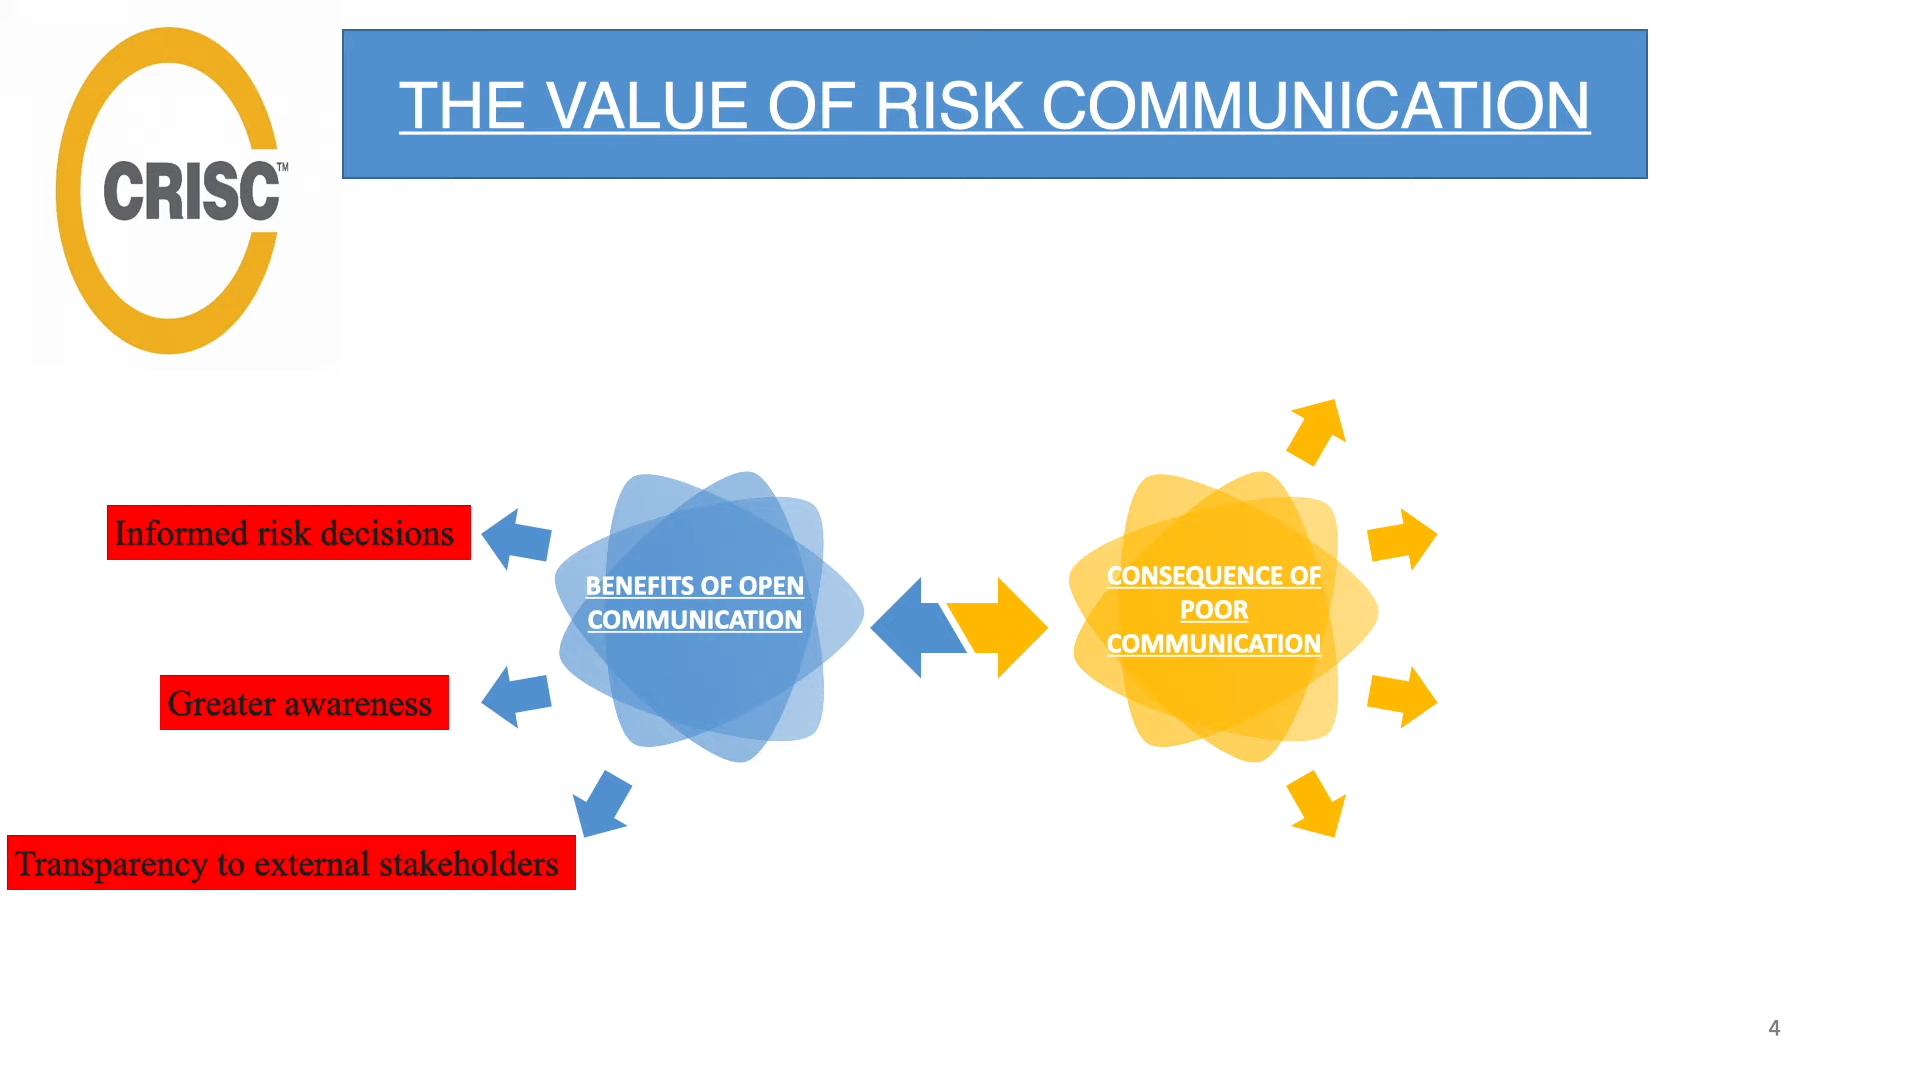 CRISC™
THE VALUE OF RISK COMMUNICATION
Informed risk decisions
Greater awareness
Transparency to external stakeholders
BENEFITS OF OPEN
COMMUNICATION
CONSEQUENCE OF
POOR
COMMUNICATION
4